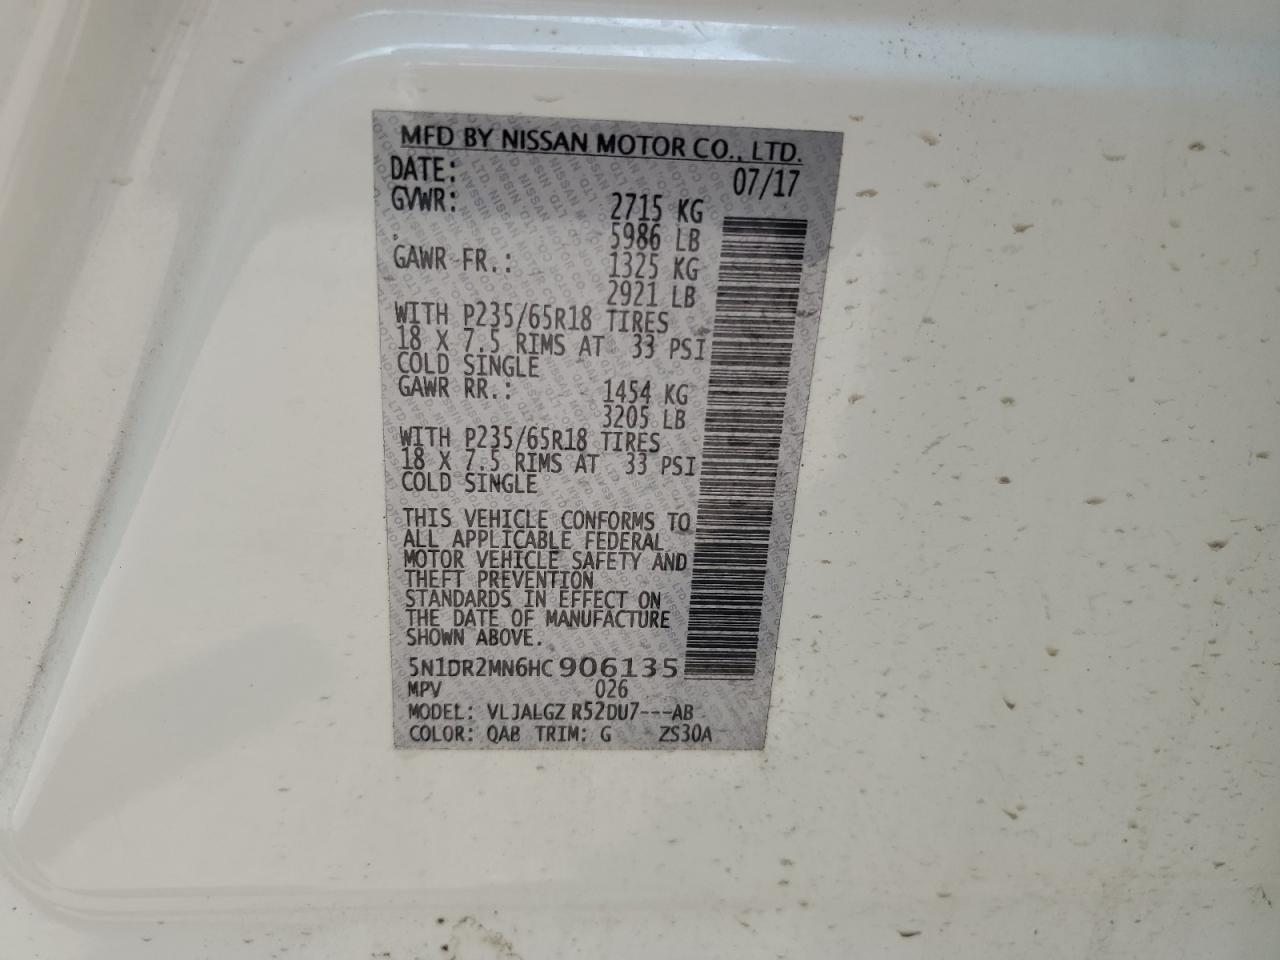 MFD BY NISSAN MOTOR CO., LTD.
DATE: 07/17
GVWR: 2715 KG
5986 LB
GAWR FR.: 1325 KG
2921 LB
WITH P235/65R18 TIRES
18 X 7.5 RIMS AT 33 PSI
COLD SINGLE
GAWR RR.: 1454 KG
3205 LB
WITH P235/65R18 TIRES
18 X 7.5 RIMS AT 33 PSI
COLD SINGLE
THIS VEHICLE CONFORMS TO
ALL APPLICABLE FEDERAL
MOTOR VEHICLE SAFETY AND
THEFT PREVENTION
STANDARDS IN EFFECT ON
THE DATE OF MANUFACTURE
SHOWN ABOVE.
5N1DR2MN6HC906135
MPV 026
MODEL: VLJALGZ R52DU7---AB
COLOR: QAB TRIM: G ZS30A